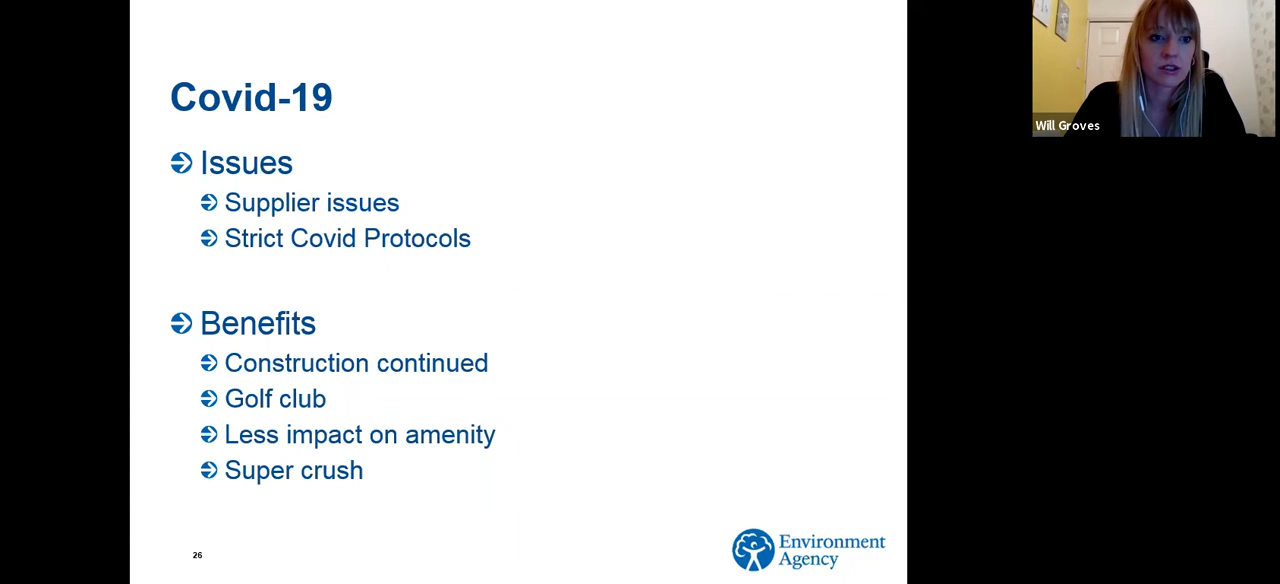 Covid-19
Issues
Supplier issues
Strict Covid Protocols
Benefits
Construction continued
Golf club
Less impact on amenity
Super crush
26
Environment
Agency
Will Groves